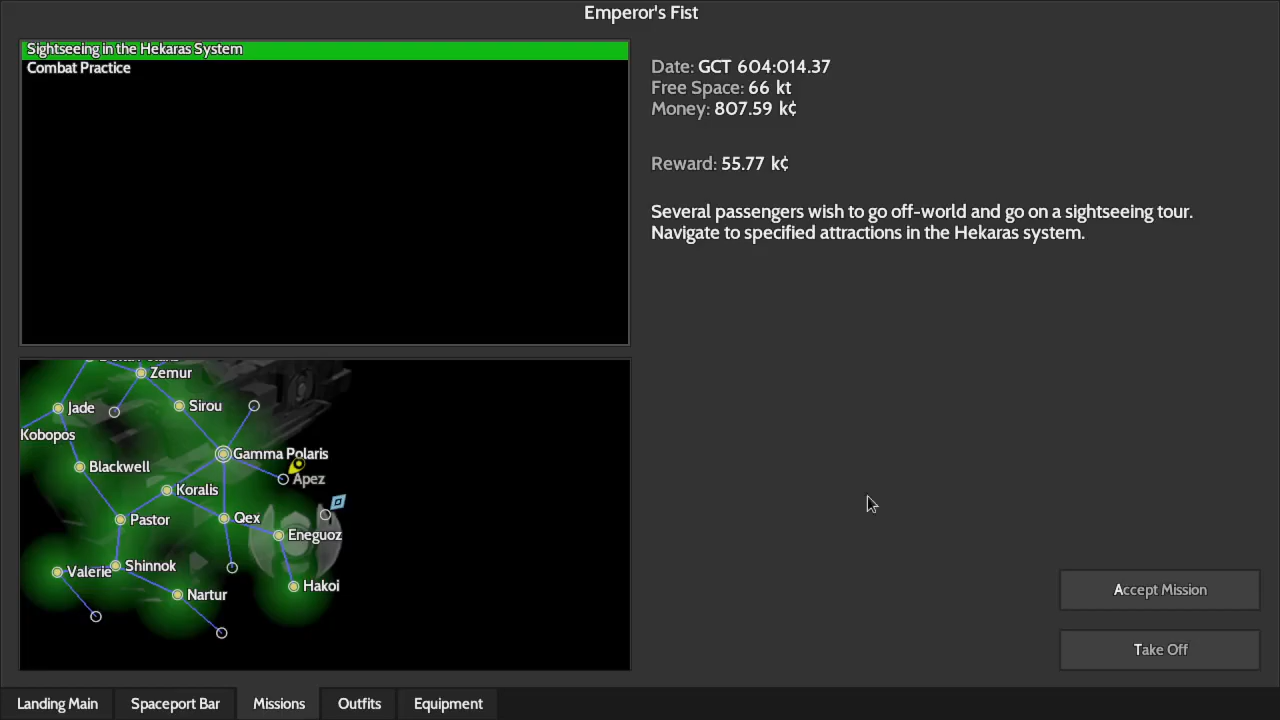 Emperor's Fist
Sightseeing in the Hekaras System
Combat Practice
Date: GCT 604:014.37
Free Space: 66 kt
Money: 807.59 k¢
Reward: 55.77 k¢
Several passengers wish to go off-world and go on a sightseeing tour.
Navigate to specified attractions in the Hekaras system.
Zemur
Jade
Sirou
Kobopos
Gamma Polaris
Blackwell
Apez
Koralis
Pastor
Qex
Eneguoz
Shinnok
Valerie
Hakoi
Nartur
Accept Mission
Take Off
Landing Main
Spaceport Bar
Missions
Outfits
Equipment